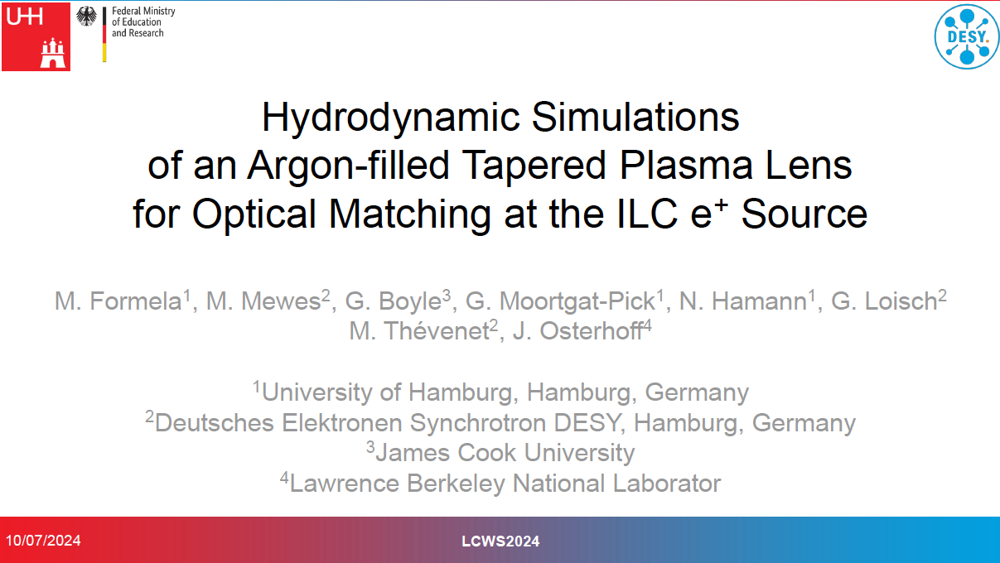 UHH
Federal Ministry
of Education
and Research
DESY.
Hydrodynamic Simulations
of an Argon-filled Tapered Plasma Lens
for Optical Matching at the ILC e⁺ Source
M. Formela¹, M. Mewes², G. Boyle³, G. Moortgat-Pick¹, N. Hamann¹, G. Loisch²
M. Thévenet², J. Osterhoff⁴
¹University of Hamburg, Hamburg, Germany
²Deutsches Elektronen Synchrotron DESY, Hamburg, Germany
³James Cook University
⁴Lawrence Berkeley National Laborator
10/07/2024
LCWS2024